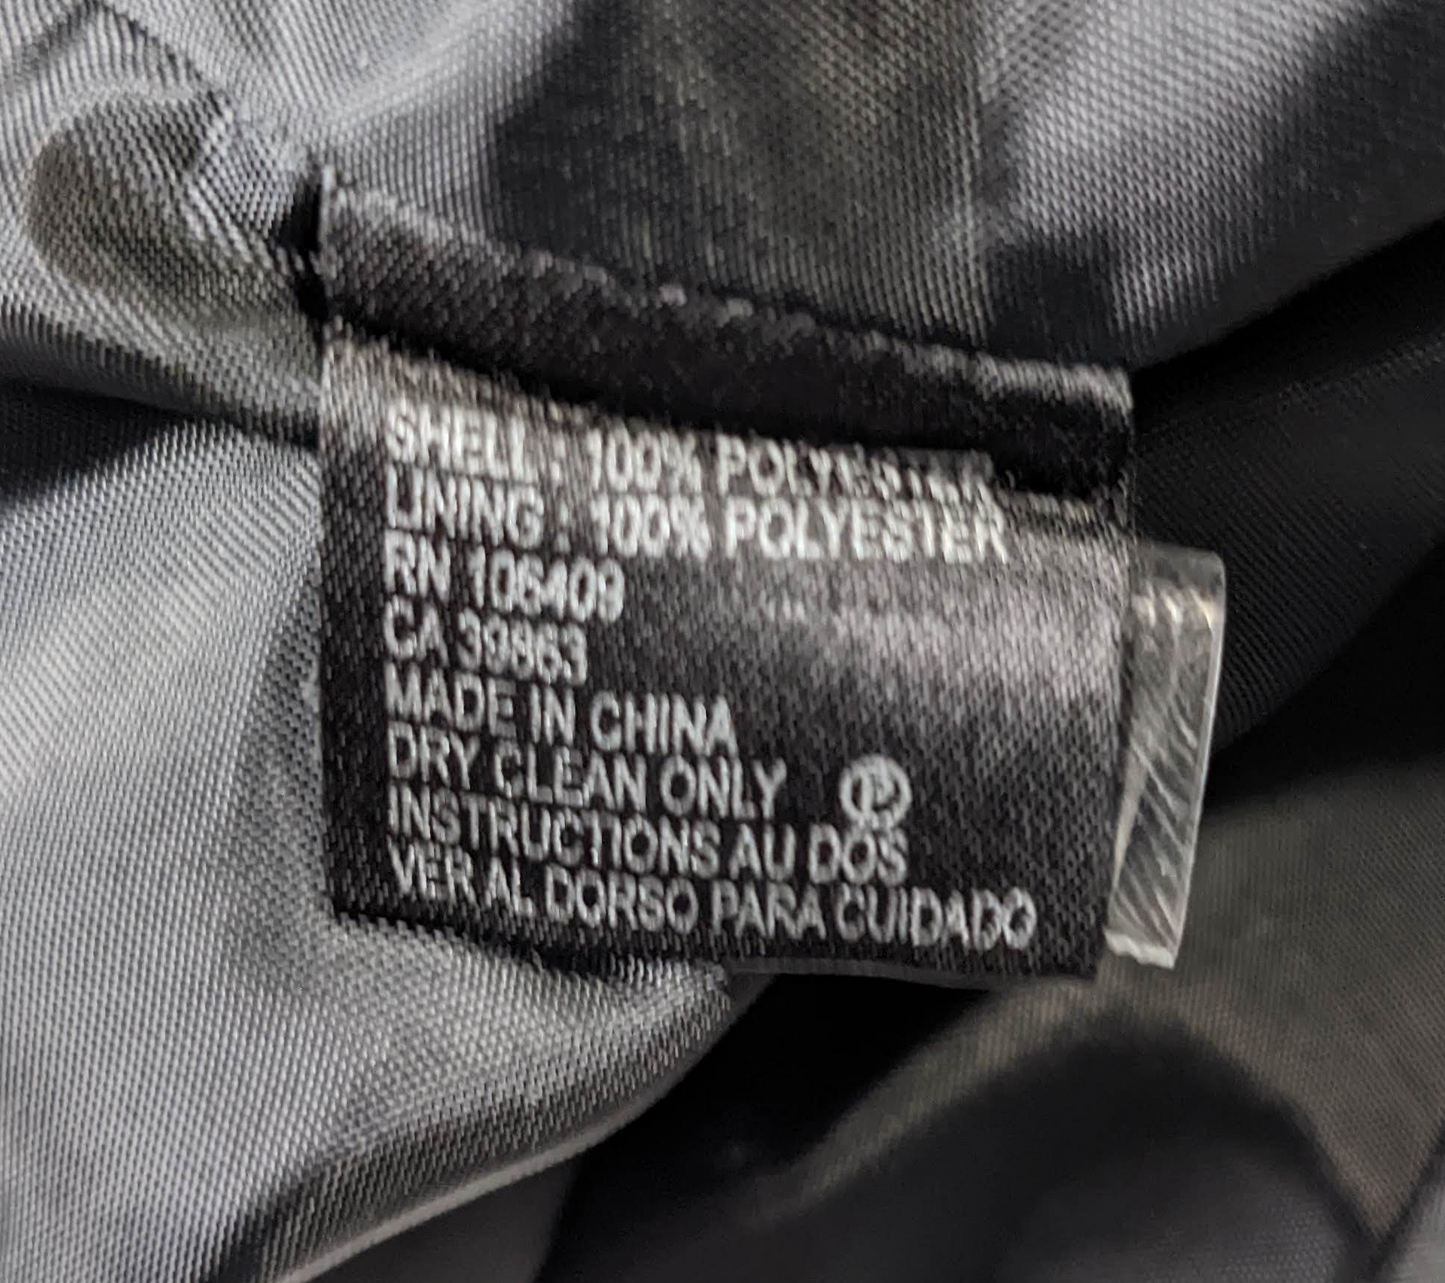 SHELL : 100% POLYESTER
LINING : 100% POLYESTER
RN 106409
CA 39863
MADE IN CHINA
DRY CLEAN ONLY Ⓟ
INSTRUCTIONS AU DOS
VER AL DORSO PARA CUIDADO